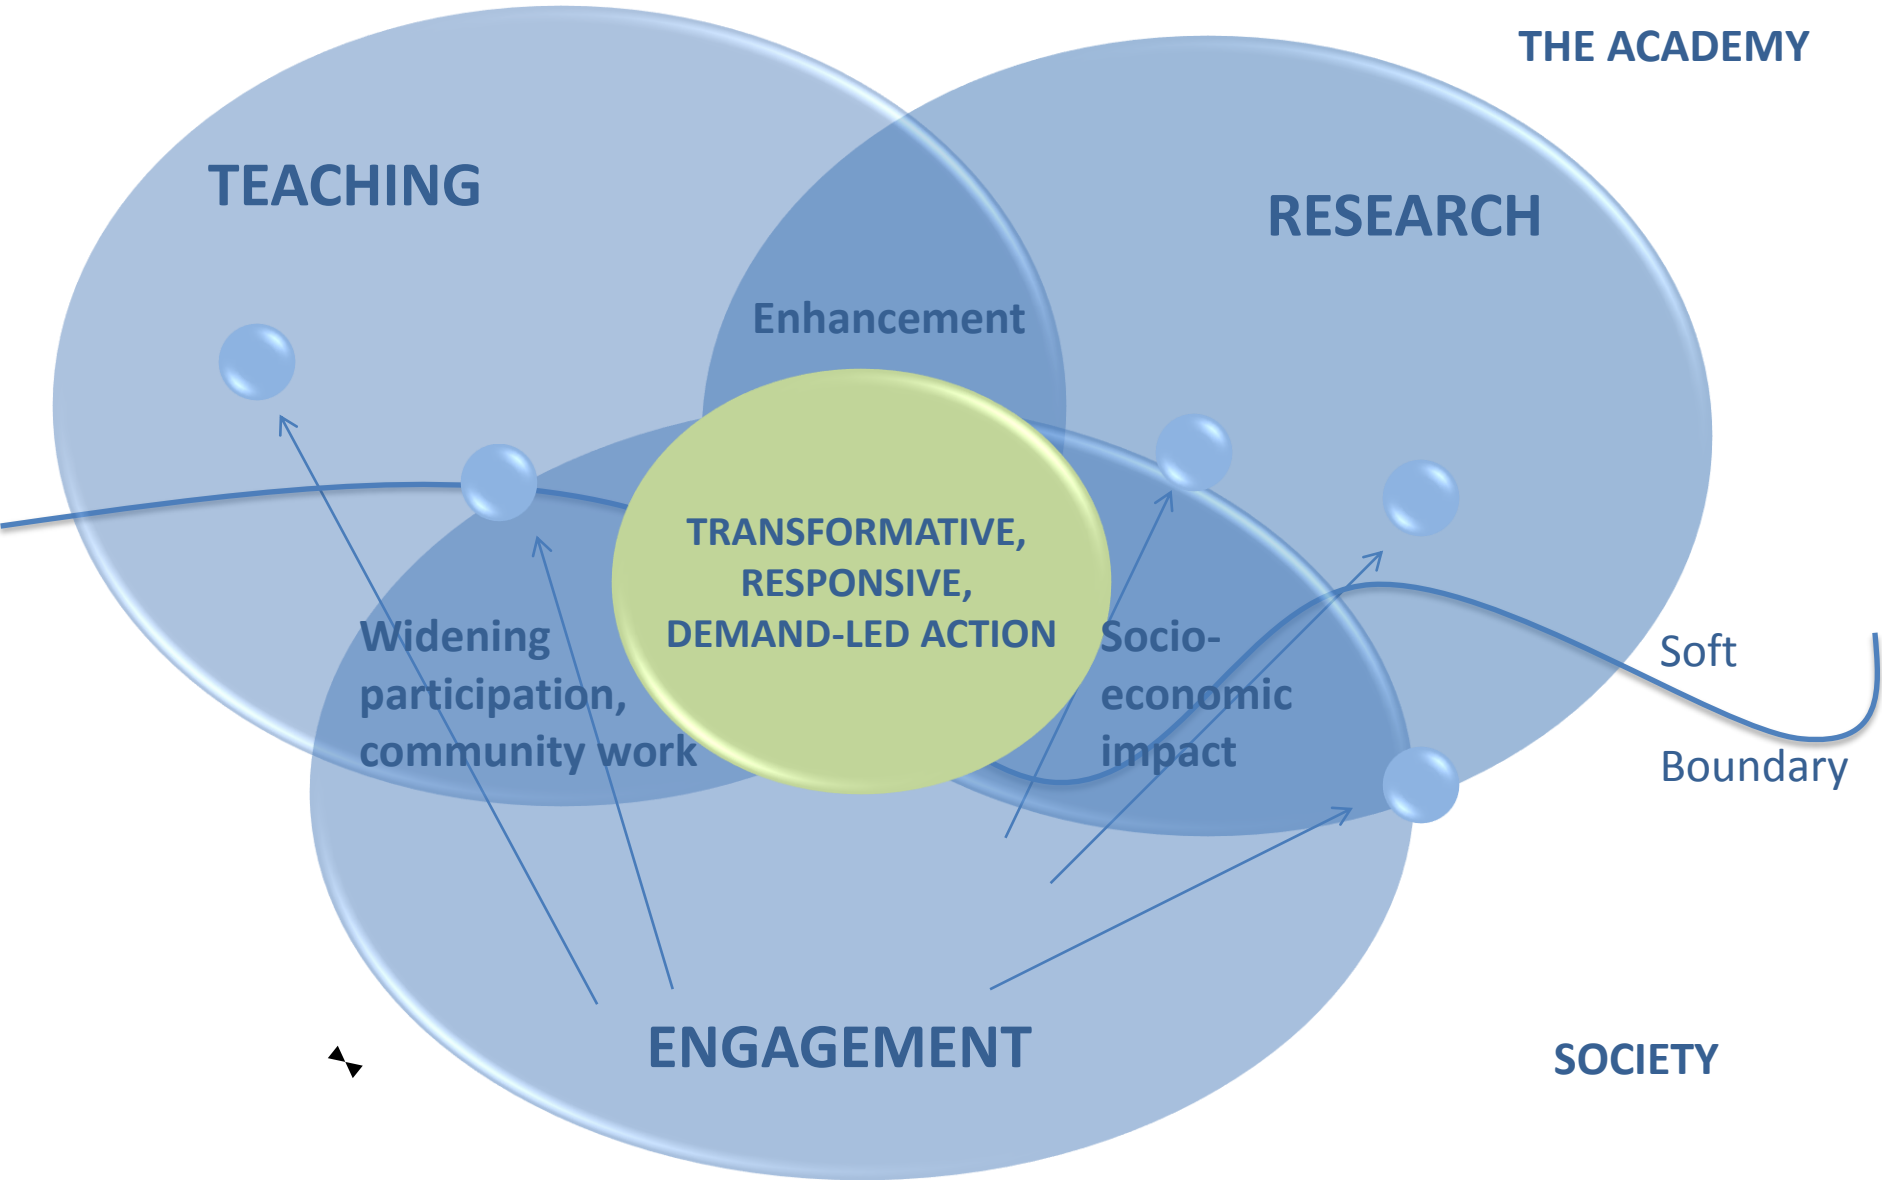 THE ACADEMY
TEACHING
RESEARCH
Enhancement
TRANSFORMATIVE,
RESPONSIVE,
DEMAND-LED ACTION
Widening
participation,
community work
Socio-
economic
impact
Soft
Boundary
ENGAGEMENT
SOCIETY